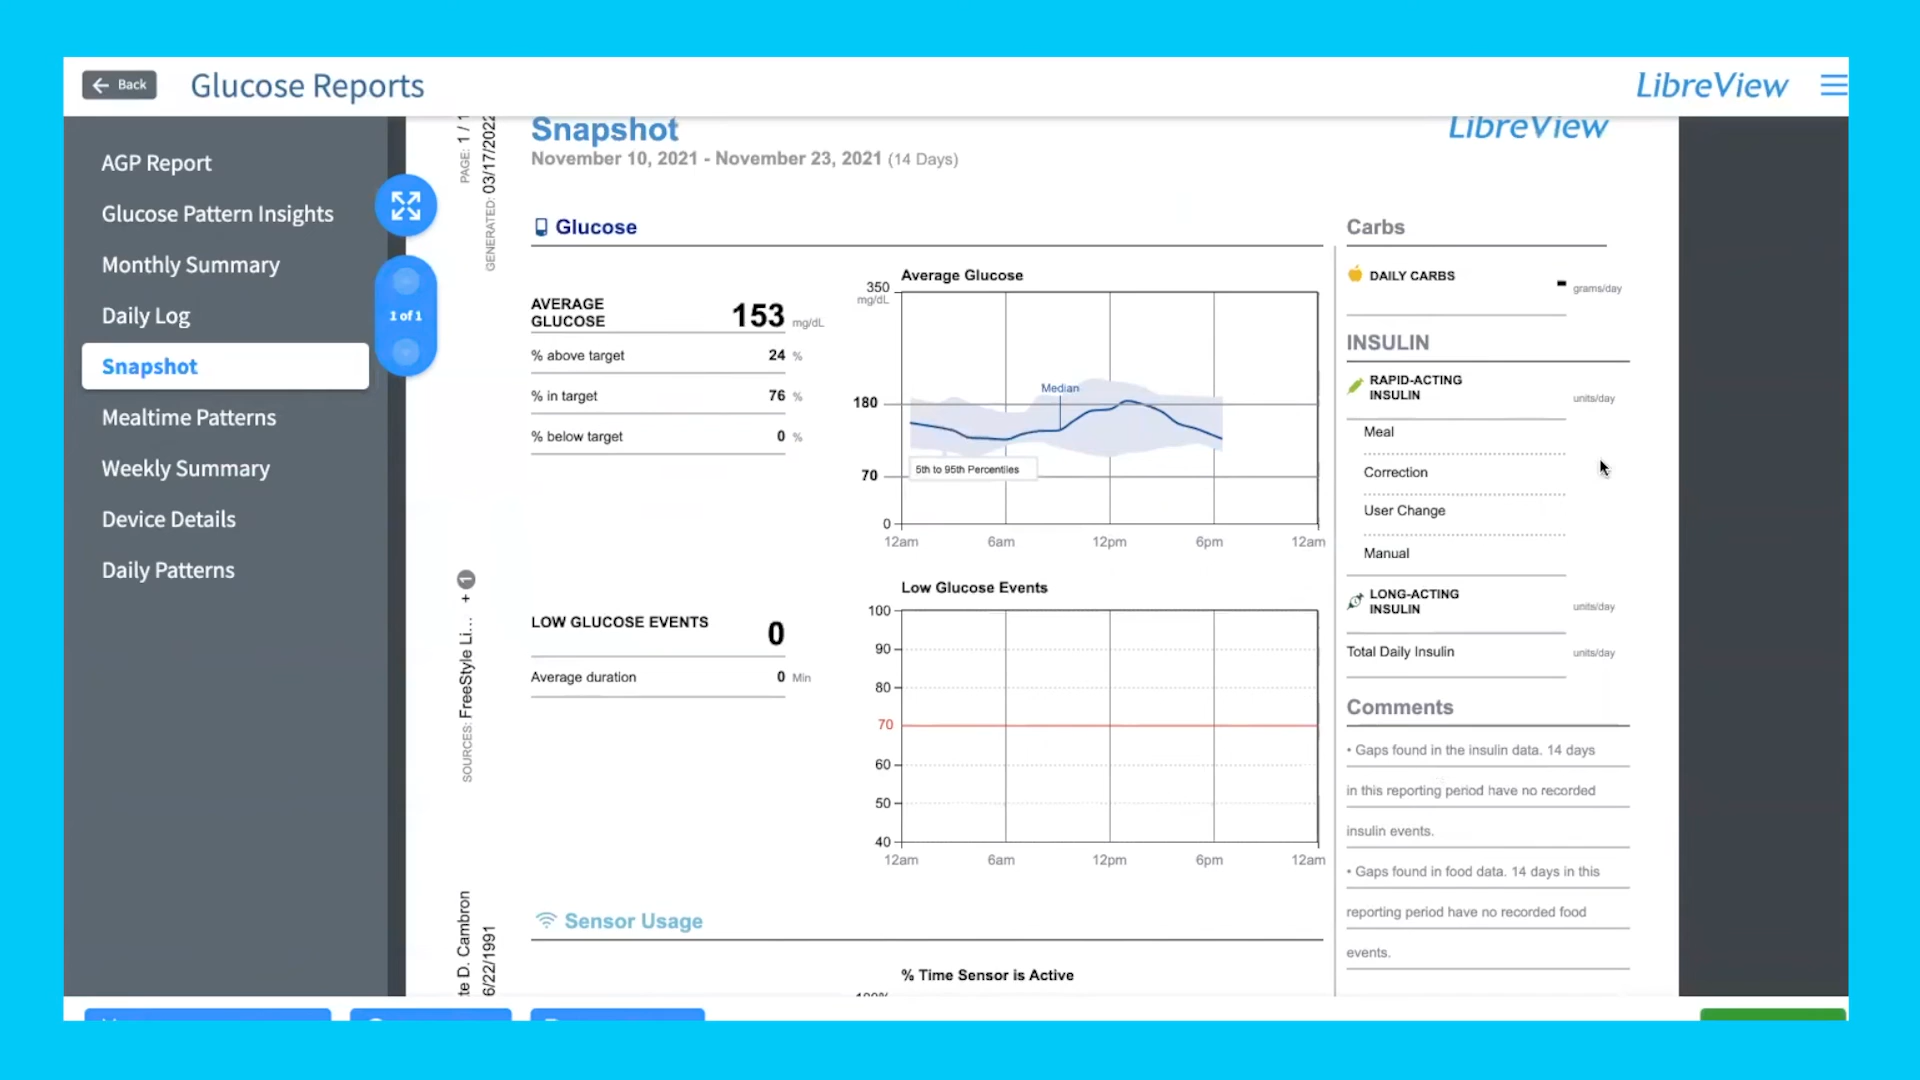 Back
Glucose Reports
LibreView
AGP Report
Glucose Pattern Insights
Monthly Summary
Daily Log
Snapshot
Mealtime Patterns
Weekly Summary
Device Details
Daily Patterns
1 of 1
PAGE: 1 / 1
GENERATED: 03/17/2022
SOURCES: FreeStyle Li... + 1
te D. Cambron
6/22/1991
Snapshot
LibreView
November 10, 2021 - November 23, 2021 (14 Days)
Glucose
AVERAGE
GLUCOSE
153 mg/dL
% above target 24 %
% in target 76 %
% below target 0 %
Average Glucose
350
mg/dL
180
70
0
Median
5th to 95th Percentiles
12am 6am 12pm 6pm 12am
LOW GLUCOSE EVENTS 0
Average duration 0 Min
Low Glucose Events
100
90
80
70
60
50
40
12am 6am 12pm 6pm 12am
Sensor Usage
% Time Sensor is Active
Carbs
DAILY CARBS - grams/day
INSULIN
RAPID-ACTING
INSULIN
units/day
Meal
Correction
User Change
Manual
LONG-ACTING
INSULIN
units/day
Total Daily Insulin units/day
Comments
• Gaps found in the insulin data. 14 days
in this reporting period have no recorded
insulin events.
• Gaps found in food data. 14 days in this
reporting period have no recorded food
events.